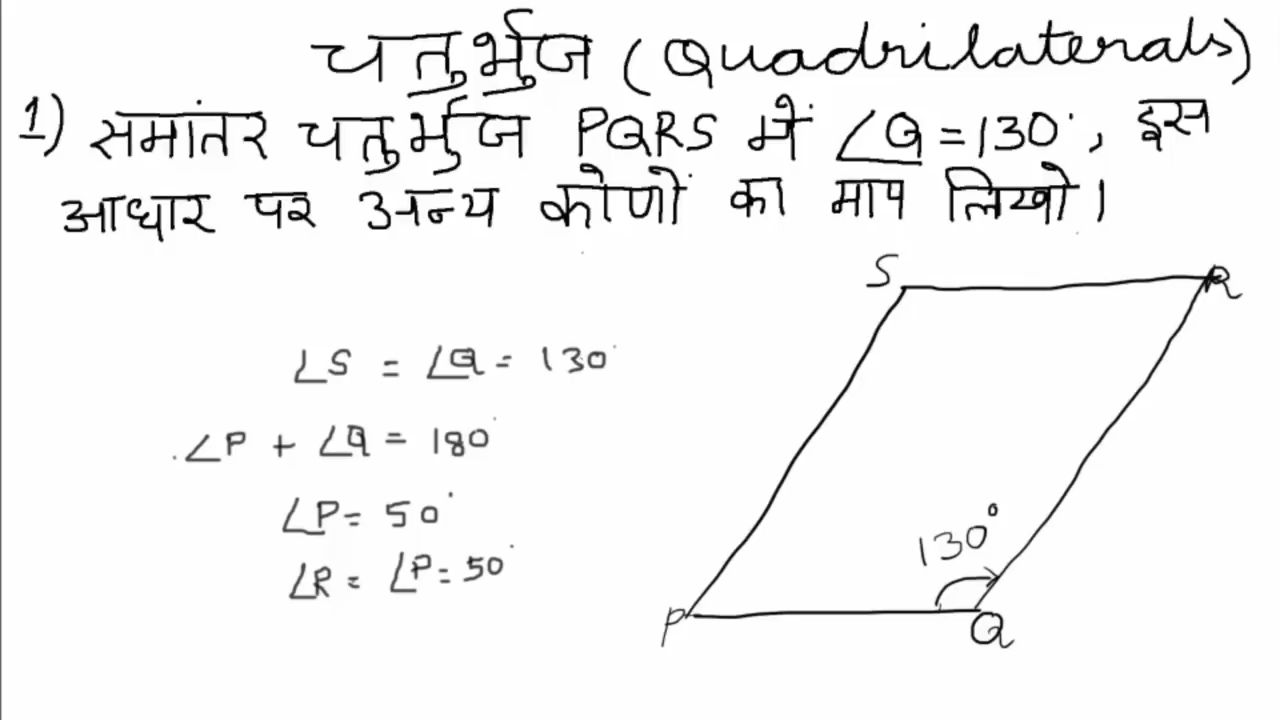 चतुर्भुज (Quadrilaterals)
1) समांतर चतुर्भुज PQRS में ∠Q = 130°, इस
आधार पर अन्य कोणों का माप लिखो।
S R
∠S = ∠Q = 130°
∠P + ∠Q = 180°
∠P = 50°
130°
∠R = ∠P = 50°
P Q